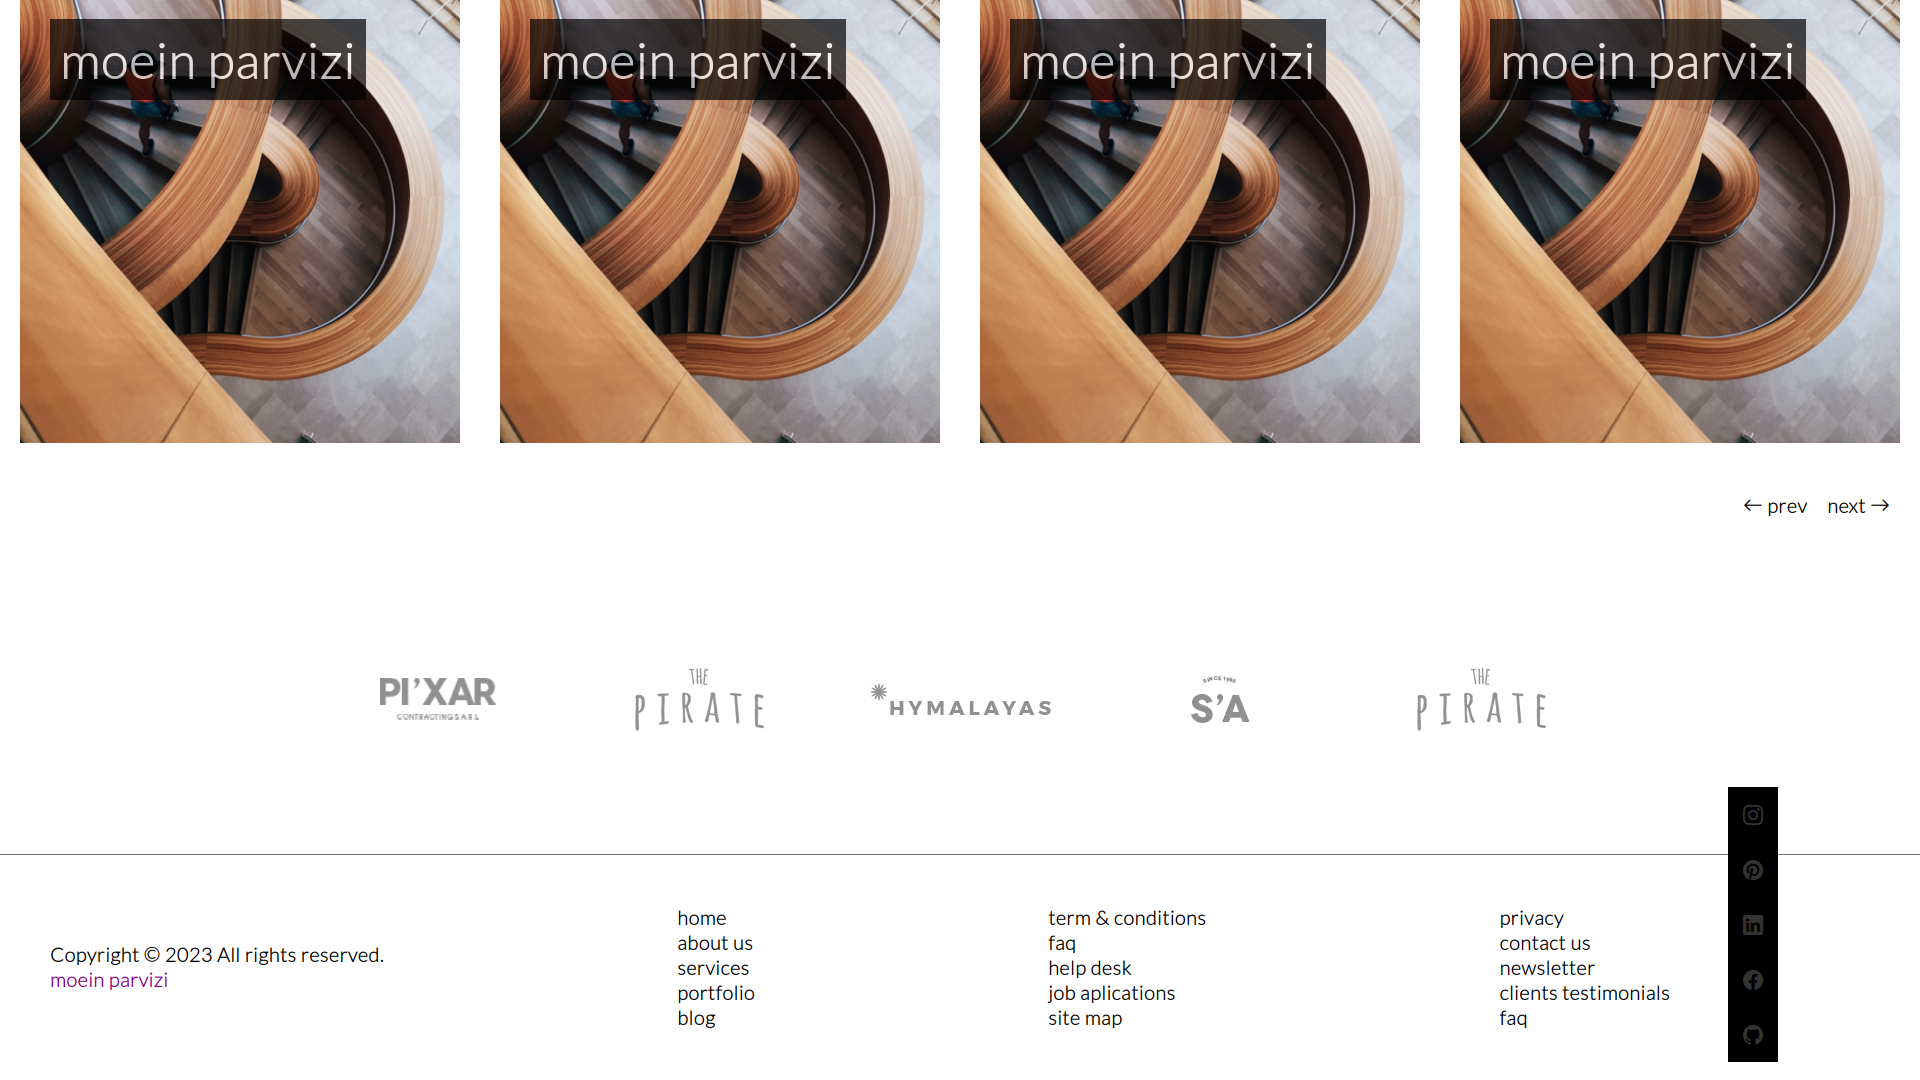 moein parvizi
moein parvizi
moein parvizi
moein parvizi
← prev
next →
PI’XAR
CONTRACTING S.A.R.L
THE
PIRATE
HYMALAYAS
SINCE 1985
S’A
THE
PIRATE
Copyright © 2023 All rights reserved.
moein parvizi
home
about us
services
portfolio
blog
term & conditions
faq
help desk
job aplications
site map
privacy
contact us
newsletter
clients testimonials
faq